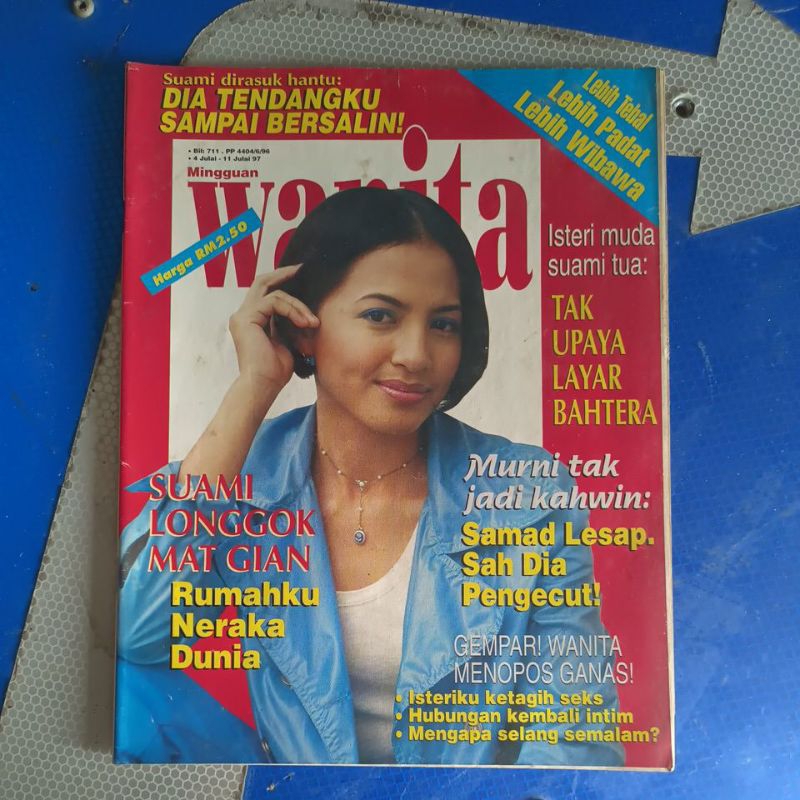 Suami dirasuk hantu:
DIA TENDANGKU
SAMPAI BERSALIN!
Lebih Tebal
Lebih Padat
Lebih Wibawa
• Bil: 711 . PP 4404/6/96
• 4 Julai - 11 Julai 97
Mingguan
wanita
Harga RM2.50
Isteri muda
suami tua:
TAK
UPAYA
LAYAR
BAHTERA
Murni tak
jadi kahwin:
Samad Lesap.
Sah Dia
Pengecut!
SUAMI
LONGGOK
MAT GIAN
Rumahku
Neraka
Dunia
GEMPAR! WANITA
MENOPOS GANAS!
• Isteriku ketagih seks
• Hubungan kembali intim
• Mengapa selang semalam?